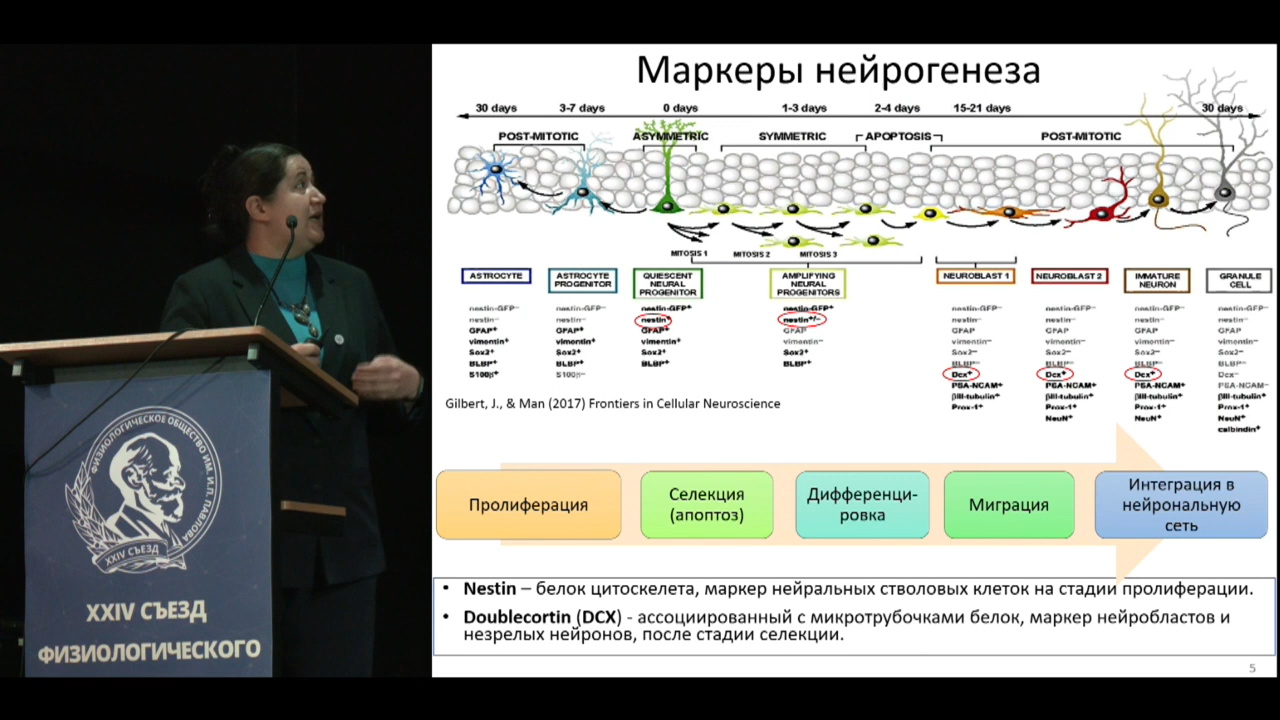 Маркеры нейрогенеза
30 days
3-7 days
0 days
1-3 days
2-4 days
15-21 days
30 days
POST-MITOTIC
ASYMMETRIC
SYMMETRIC
APOPTOSIS
POST-MITOTIC
MITOSIS 1
MITOSIS 2
MITOSIS 3
ASTROCYTE
nestin-GFP⁻
nestin⁻
GFAP⁺
vimentin⁺
Sox2⁺
BLBP⁺
S100β⁺
ASTROCYTE
PROGENITOR
nestin-GFP⁻
nestin⁻
GFAP⁺
vimentin⁺
Sox2⁺
BLBP⁺
S100β⁻
QUIESCENT
NEURAL
PROGENITOR
nestin-GFP⁺
nestin⁺
GFAP⁺
vimentin⁺
Sox2⁺
BLBP⁺
AMPLIFYING
NEURAL
PROGENITORS
nestin-GFP⁺
nestin⁺/⁻
GFAP⁻
vimentin⁻
Sox2⁺
BLBP⁺
NEUROBLAST 1
nestin-GFP⁻
nestin⁻
GFAP⁻
vimentin⁻
Sox2⁻
BLBP⁻
Dcx⁺
PSA-NCAM⁺
βIII-tubulin⁺
Prox-1⁺
NEUROBLAST 2
nestin-GFP⁻
nestin⁻
GFAP⁻
vimentin⁻
Sox2⁻
BLBP⁻
Dcx⁺
PSA-NCAM⁺
βIII-tubulin⁺
Prox-1⁺
NeuN⁺
IMMATURE
NEURON
nestin-GFP⁻
nestin⁻
GFAP⁻
vimentin⁻
Sox2⁻
BLBP⁻
Dcx⁺
PSA-NCAM⁺
βIII-tubulin⁺
Prox-1⁺
NeuN⁺
GRANULE
CELL
nestin-GFP⁻
nestin⁻
GFAP⁻
vimentin⁻
Sox2⁻
BLBP⁻
Dcx⁻
PSA-NCAM⁻
βIII-tubulin⁺
Prox-1⁺
NeuN⁺
calbindin⁺
Gilbert, J., & Man (2017) Frontiers in Cellular Neuroscience
Пролиферация
Селекция
(апоптоз)
Дифференци-
ровка
Миграция
Интеграция в
нейрональную
сеть
• Nestin – белок цитоскелета, маркер нейральных стволовых клеток на стадии пролиферации.
• Doublecortin (DCX) - ассоциированный с микротрубочками белок, маркер нейробластов и
незрелых нейронов, после стадии селекции.
5
ФИЗИОЛОГИЧЕСКОЕ ОБЩЕСТВО ИМ. И.П. ПАВЛОВА
XXIV СЪЕЗД
XXIV СЪЕЗД
ФИЗИОЛОГИЧЕСКОГО